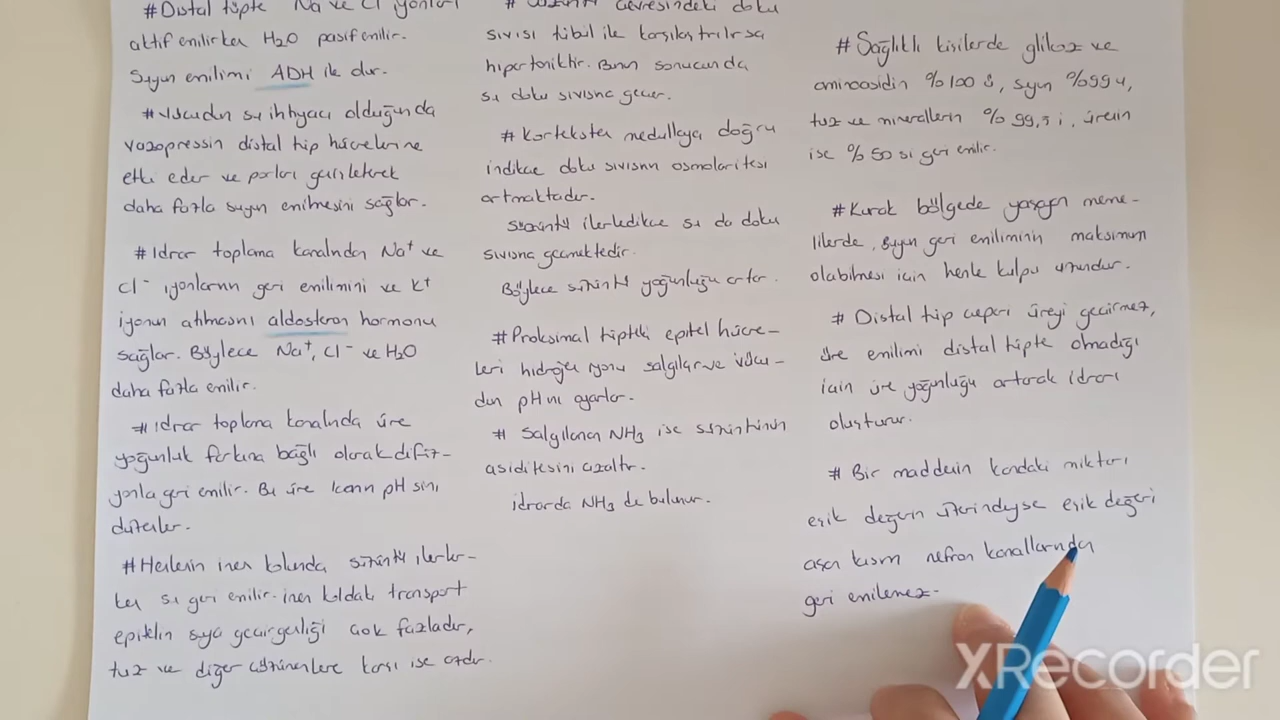 # Distal tüpte Na ve Cl iyonları
aktif emilirken H2O pasif emilir.
Suyun emilimi ADH ile dur.
# Vücudun su ihtiyacı olduğunda
vazopressin distal tüp hücrelerine
etki eder ve porları genişleterek
daha fazla suyun emilmesini sağlar.
# İdrar toplama kanalında Na+ ve
Cl- iyonlarının geri emilimini ve K+
iyonun atılmasını aldosteron hormonu
sağlar. Böylece Na+, Cl- ve H2O
daha fazla emilir.
# İdrar toplama kanalında üre
yoğunluk farkına bağlı olarak difüz-
yonla geri emilir. Bu üre kanın pH sını
düzenler.
# Henlenin inen kolunda süzüntü ilerler-
ken su geri emilir. İnen koldaki transport
epitelin suya geçirgenliği çok fazladır,
tuz ve diğer çözünenlere karşı ise azdır.
# çevresindeki doku
sıvısı tübül ile karşılaştırılırsa
hipertoniktir. Bunun sonucunda
su doku sıvısına geçer.
# Korteksten medullaya doğru
indikçe doku sıvısının osmolaritesi
artmaktadır.
Süzüntü ilerledikçe su da doku
sıvısına geçmektedir.
Böylece süzüntü yoğunluğu artar.
# Proksimal tüpteki epitel hücre-
leri hidrojen iyonu salgılar ve vücu-
dun pH nı ayarlar.
# Salgılanan NH3 ise süzüntünün
asiditesini azaltır.
idrarda NH3 de bulunur.
# Sağlıklı kişilerde glikoz ve
aminoasidin %100 ü, suyun %99 u,
tuz ve minerallerin %99,5 i, ürenin
ise %50 si geri emilir.
# Kurak bölgede yaşayan meme-
lilerde, suyun geri emiliminin maksimum
olabilmesi için henle kulpu uzundur.
# Distal tüp çeperi üreyi geçirmez,
üre emilimi distal tüpte olmadığı
için üre yoğunluğu artarak idrarı
oluşturur.
# Bir maddenin kandaki miktarı
eşik değerin üzerindeyse eşik değeri
aşan kısım nefron kanallarından
geri emilemez.
XRecorder